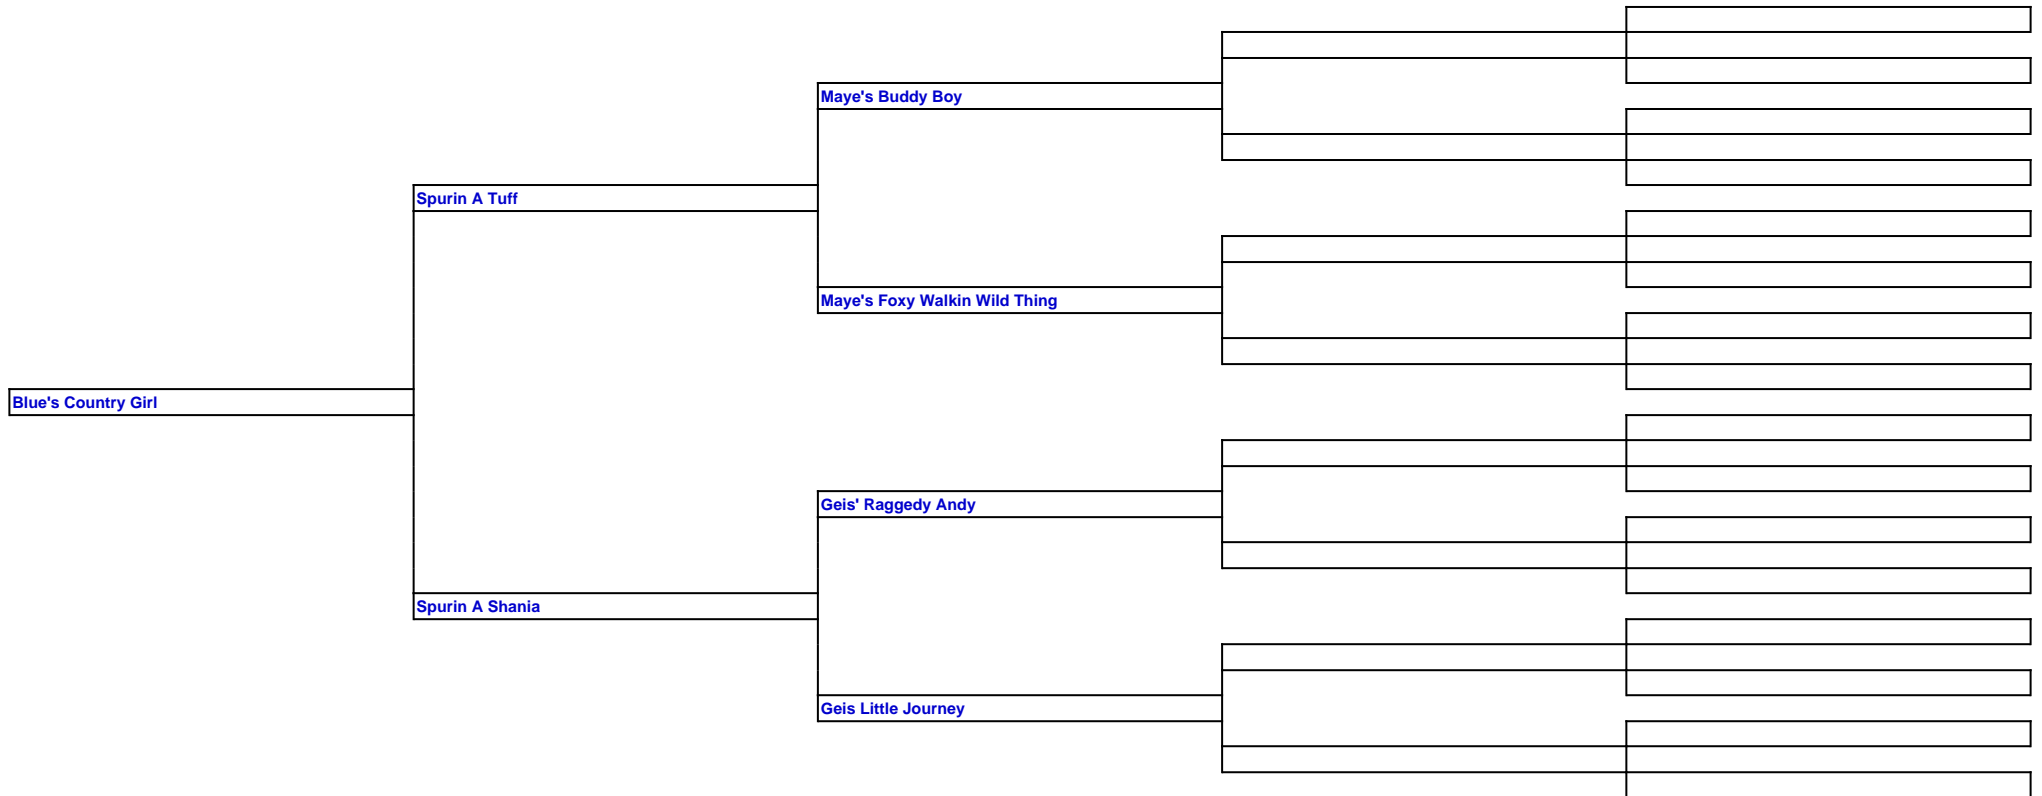 Maye's Buddy Boy
Spurin A Tuff
Maye's Foxy Walkin Wild Thing
Blue's Country Girl
Geis' Raggedy Andy
Spurin A Shania
Geis Little Journey